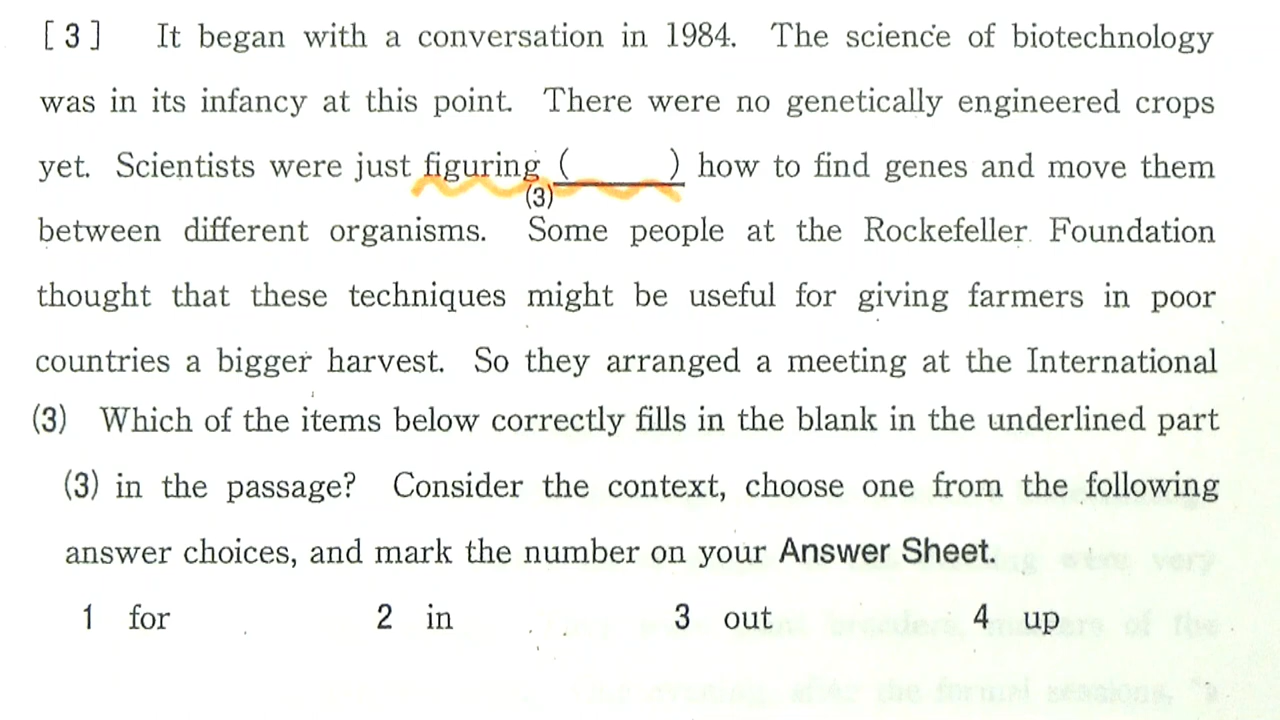 [3] It began with a conversation in 1984. The science of biotechnology
was in its infancy at this point. There were no genetically engineered crops
yet. Scientists were just figuring ( ) how to find genes and move them
(3)
between different organisms. Some people at the Rockefeller Foundation
thought that these techniques might be useful for giving farmers in poor
countries a bigger harvest. So they arranged a meeting at the International
(3) Which of the items below correctly fills in the blank in the underlined part
(3) in the passage? Consider the context, choose one from the following
answer choices, and mark the number on your Answer Sheet.
1 for 2 in 3 out 4 up